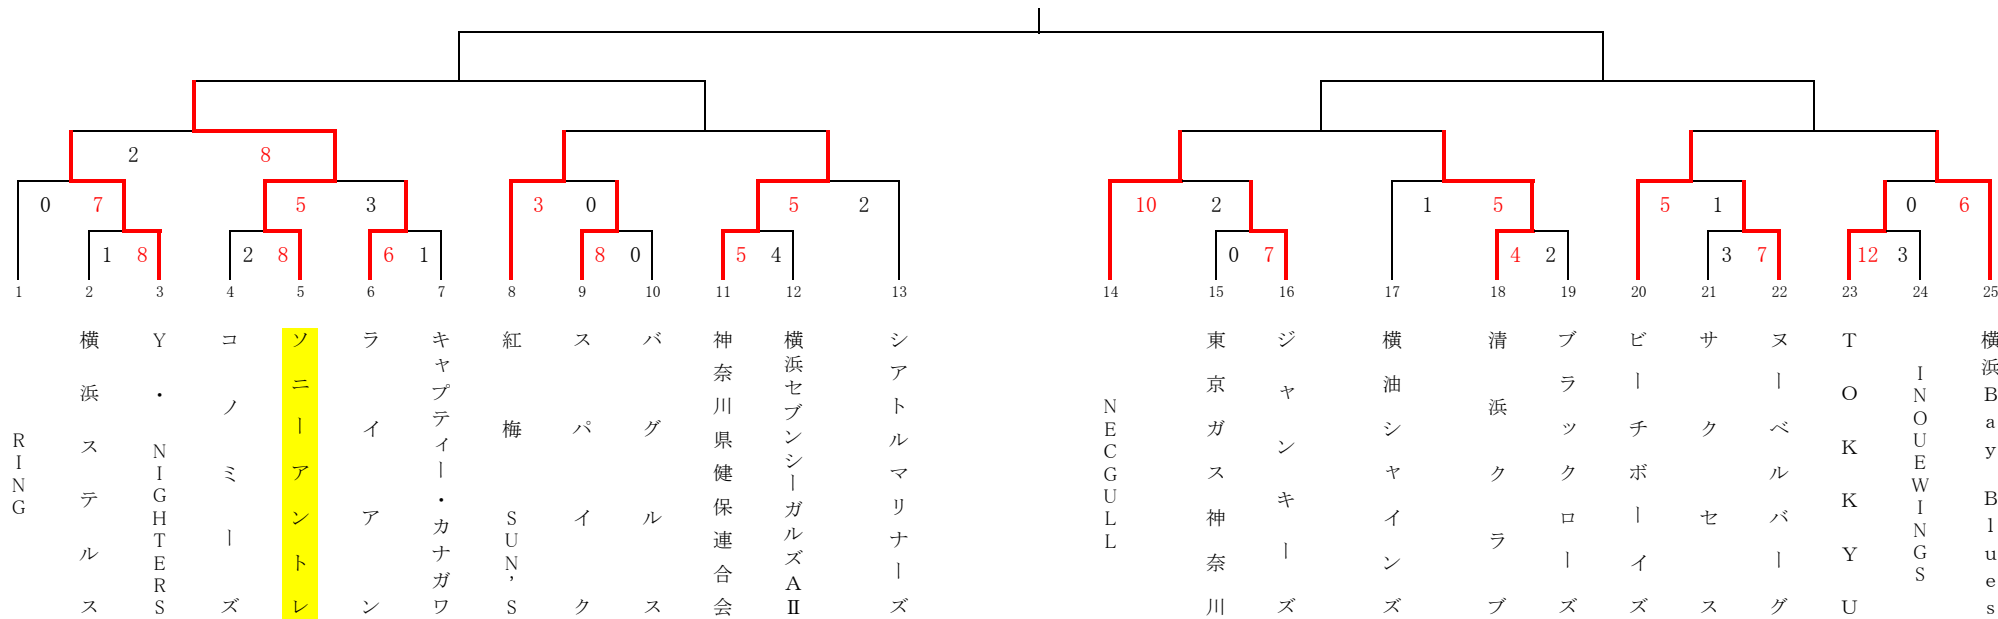 2 8
0 7 5 3 3 0 5 2 10 2 1 5 5 1 0 6
1 8 2 8 6 1 8 0 5 4 0 7 4 2 3 7 12 3
1 2 3 4 5 6 7 8 9 10 11 12 13 14 15 16 17 18 19 20 21 22 23 24 25
RING
横浜ステルス
Y・NIGHTERS
コノミーズ
ソニーアントレ
ライアン
キャプティー・カナガワ
紅梅 SUN’S
スパイク
バグルス
神奈川県健保連合会
横浜セブンシーガルズAⅡ
シアトルマリナーズ
NECGULL
東京ガス神奈川
ジャンキーズ
横油シャインズ
清浜クラブ
ブラックローズ
ビーチボーイズ
サクセス
ヌーベルバーグ
TOKKYU
INOUEWINGS
横浜Bay Blues